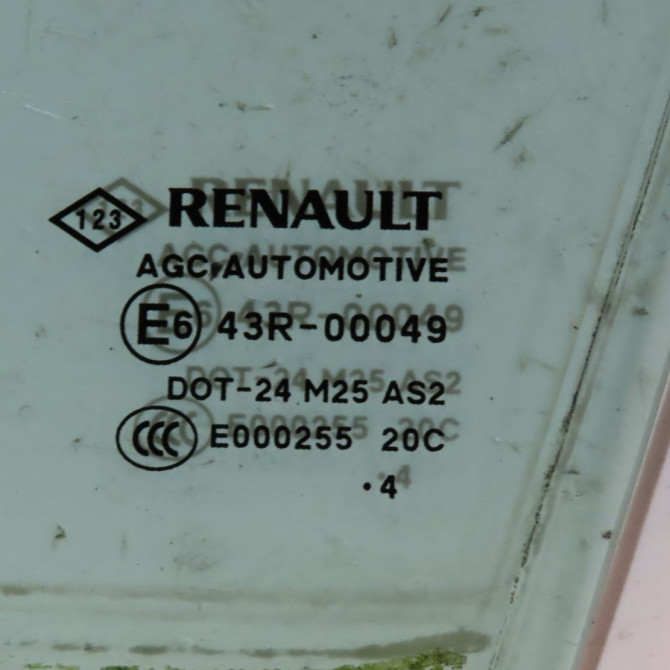 123 RENAULT
AGC AUTOMOTIVE
E6 43R-00049
DOT-24 M25 AS2
CCC E000255 20C
·4